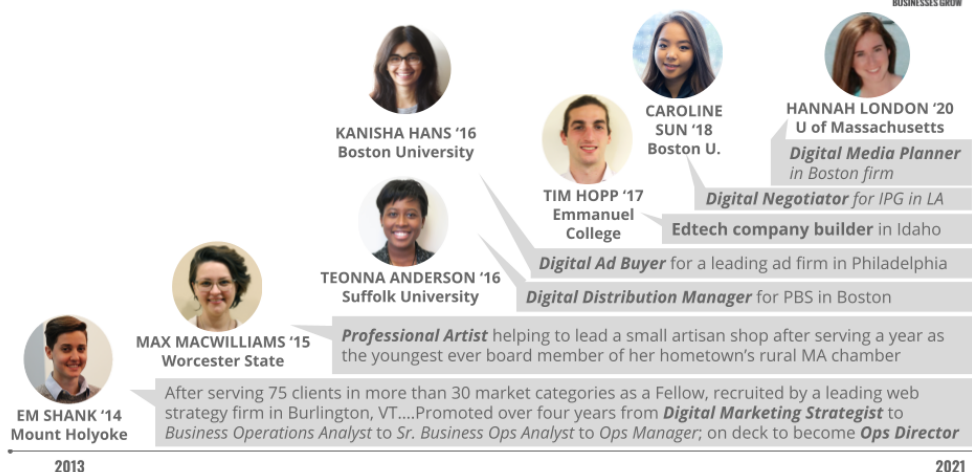 BUSINESSES GROW
KANISHA HANS ‘16
Boston University
CAROLINE
SUN ‘18
Boston U.
HANNAH LONDON ‘20
U of Massachusetts
Digital Media Planner
in Boston firm
TIM HOPP ‘17
Emmanuel
College
Digital Negotiator for IPG in LA
Edtech company builder in Idaho
TEONNA ANDERSON ‘16
Suffolk University
Digital Ad Buyer for a leading ad firm in Philadelphia
Digital Distribution Manager for PBS in Boston
MAX MACWILLIAMS ‘15
Worcester State
Professional Artist helping to lead a small artisan shop after serving a year as
the youngest ever board member of her hometown’s rural MA chamber
EM SHANK ‘14
Mount Holyoke
After serving 75 clients in more than 30 market categories as a Fellow, recruited by a leading web
strategy firm in Burlington, VT....Promoted over four years from Digital Marketing Strategist to
Business Operations Analyst to Sr. Business Ops Analyst to Ops Manager; on deck to become Ops Director
2013
2021